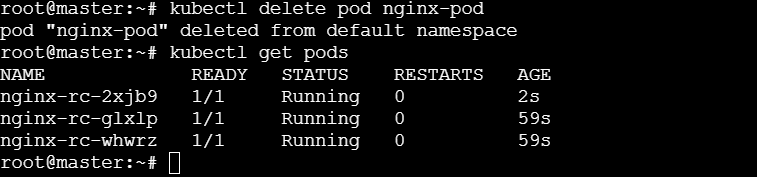 root@master:~# kubectl delete pod nginx-pod
pod "nginx-pod" deleted from default namespace
root@master:~# kubectl get pods
NAME             READY   STATUS    RESTARTS   AGE
nginx-rc-2xjb9   1/1     Running   0          2s
nginx-rc-glxlp   1/1     Running   0          59s
nginx-rc-whwrz   1/1     Running   0          59s
root@master:~#